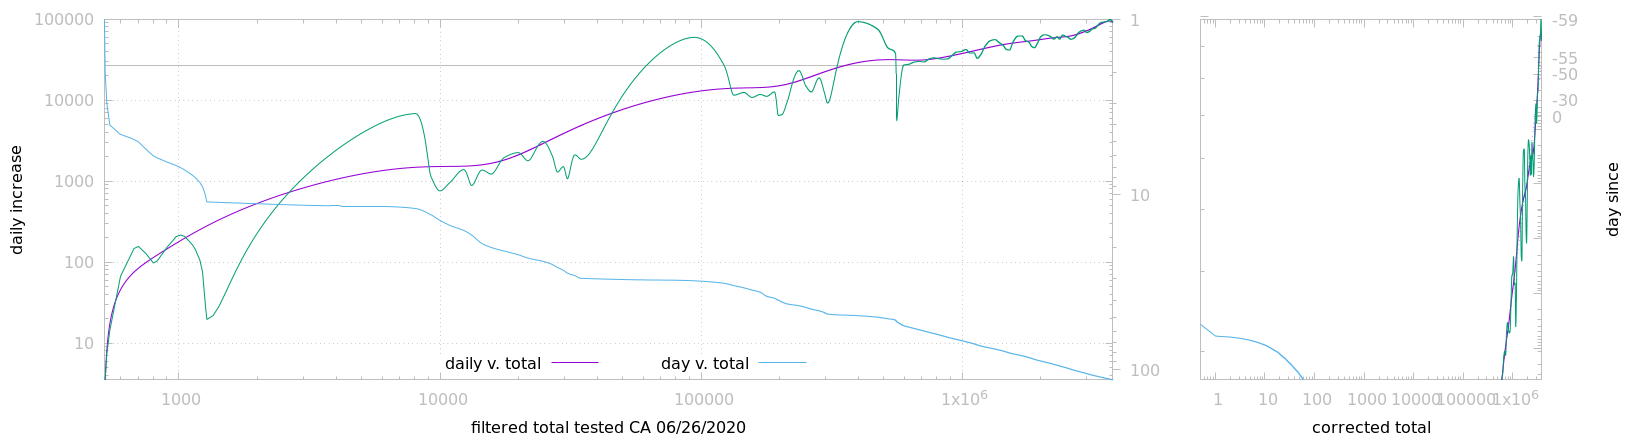 100000
10000
1000
100
10
daily increase
1000
10000
100000
1x10⁶
filtered total tested CA 06/26/2020
daily v. total
day v. total
1
10
100
1
10
100
1000
10000
100000
1x10⁶
corrected total
-59
-55
-50
-30
0
day since